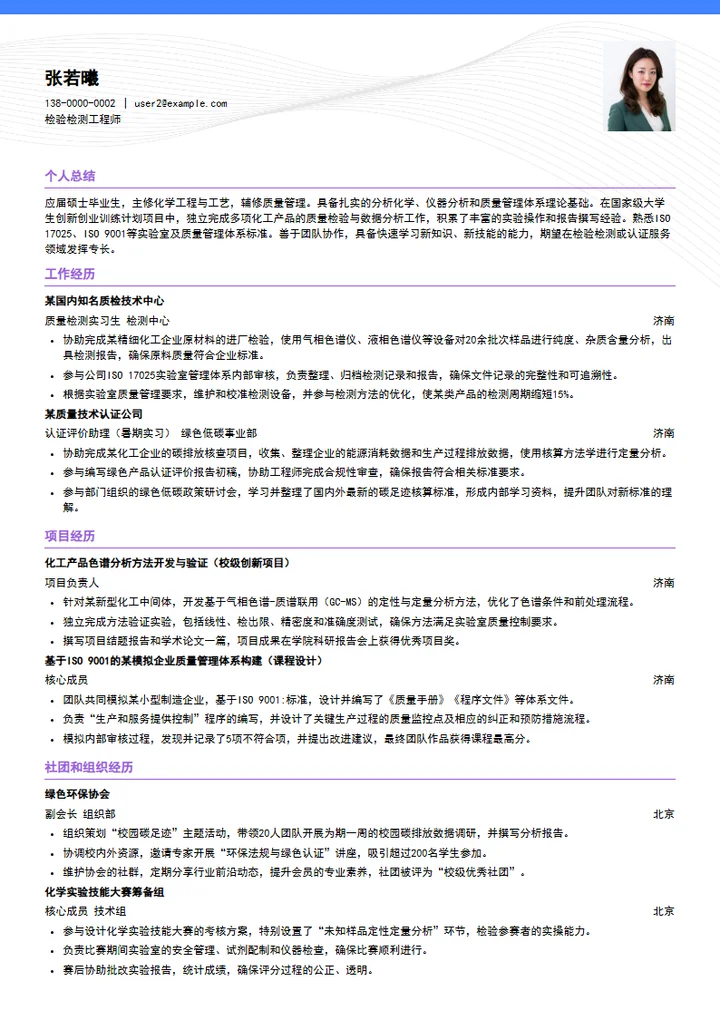 张若曦
138-0000-0002 | user2@example.com
检验检测工程师
个人总结
应届硕士毕业生，主修化学工程与工艺，辅修质量管理。具备扎实的分析化学、仪器分析和质量管理体系理论基础。在国家级大学
生创新创业训练计划项目中，独立完成多项化工产品的质量检验与数据分析工作，积累了丰富的实验操作和报告撰写经验。熟悉ISO
17025、ISO 9001等实验室及质量管理体系标准。善于团队协作，具备快速学习新知识、新技能的能力，期望在检验检测或认证服务
领域发挥专长。
工作经历
某国内知名质检技术中心
质量检测实习生 检测中心 济南
• 协助完成某精细化工企业原材料的进厂检验，使用气相色谱仪、液相色谱仪等设备对20余批次样品进行纯度、杂质含量分析，出
具检测报告，确保原料质量符合企业标准。
• 参与公司ISO 17025实验室管理体系内部审核，负责整理、归档检测记录和报告，确保文件记录的完整性和可追溯性。
• 根据实验室质量管理要求，维护和校准检测设备，并参与检测方法的优化，使某类产品的检测周期缩短15%。
某质量技术认证公司
认证评价助理（暑期实习） 绿色低碳事业部 济南
• 协助完成某化工企业的碳排放核查项目，收集、整理企业的能源消耗数据和生产过程排放数据，使用核算方法学进行定量分析。
• 参与编写绿色产品认证评价报告初稿，协助工程师完成合规性审查，确保报告符合相关标准要求。
• 参与部门组织的绿色低碳政策研讨会，学习并整理了国内外最新的碳足迹核算标准，形成内部学习资料，提升团队对新标准的理
解。
项目经历
化工产品色谱分析方法开发与验证（校级创新项目）
项目负责人 济南
• 针对某新型化工中间体，开发基于气相色谱-质谱联用（GC-MS）的定性与定量分析方法，优化了色谱条件和前处理流程。
• 独立完成方法验证实验，包括线性、检出限、精密度和准确度测试，确保方法满足实验室质量控制要求。
• 撰写项目结题报告和学术论文一篇，项目成果在学院科研报告会上获得优秀项目奖。
基于ISO 9001的某模拟企业质量管理体系构建（课程设计）
核心成员 济南
• 团队共同模拟某小型制造企业，基于ISO 9001:标准，设计并编写了《质量手册》《程序文件》等体系文件。
• 负责“生产和服务提供控制”程序的编写，并设计了关键生产过程的质量监控点及相应的纠正和预防措施流程。
• 模拟内部审核过程，发现并记录了5项不符合项，并提出改进建议，最终团队作品获得课程最高分。
社团和组织经历
绿色环保协会
副会长 组织部 北京
• 组织策划“校园碳足迹”主题活动，带领20人团队开展为期一周的校园碳排放数据调研，并撰写分析报告。
• 协调校内外资源，邀请专家开展“环保法规与绿色认证”讲座，吸引超过200名学生参加。
• 维护协会的社群，定期分享行业前沿动态，提升会员的专业素养，社团被评为“校级优秀社团”。
化学实验技能大赛筹备组
核心成员 技术组 北京
• 参与设计化学实验技能大赛的考核方案，特别设置了“未知样品定性定量分析”环节，检验参赛者的实操能力。
• 负责比赛期间实验室的安全管理、试剂配制和仪器检查，确保比赛顺利进行。
• 赛后协助批改实验报告，统计成绩，确保评分过程的公正、透明。